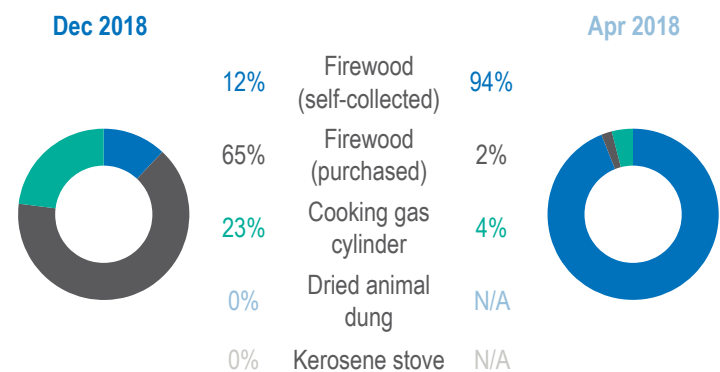 Dec 2018
Apr 2018
12%
Firewood
(self-collected)
94%
65%
Firewood
(purchased)
2%
23%
Cooking gas
cylinder
4%
0%
Dried animal
dung
N/A
0%
Kerosene stove
N/A